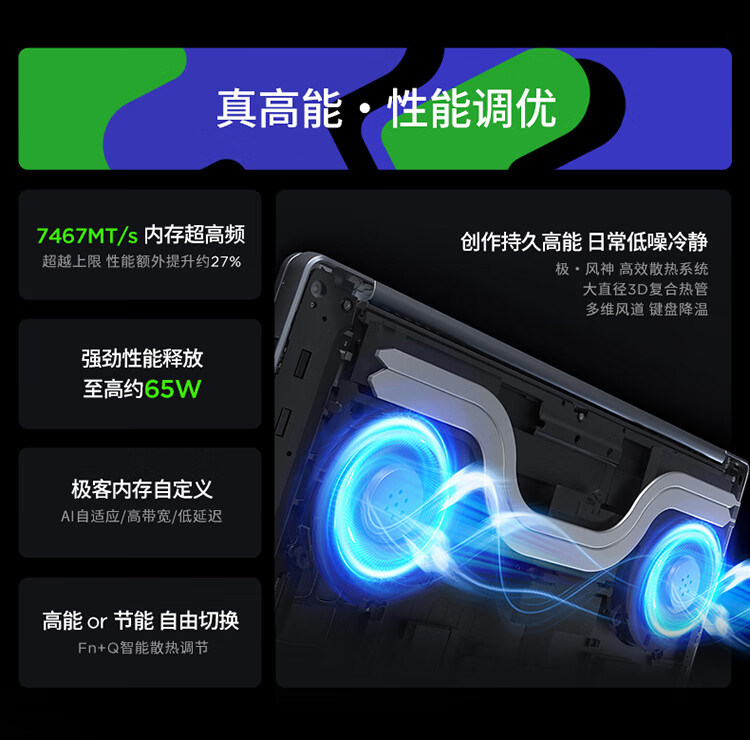 真高能·性能调优
7467MT/s 内存超高频
超越上限 性能额外提升约27%
强劲性能释放
至高约65W
极客内存自定义
AI自适应/高带宽/低延迟
高能 or 节能 自由切换
Fn+Q智能散热调节
创作持久高能 日常低噪冷静
极·风神 高效散热系统
大直径3D复合热管
多维风道 键盘降温